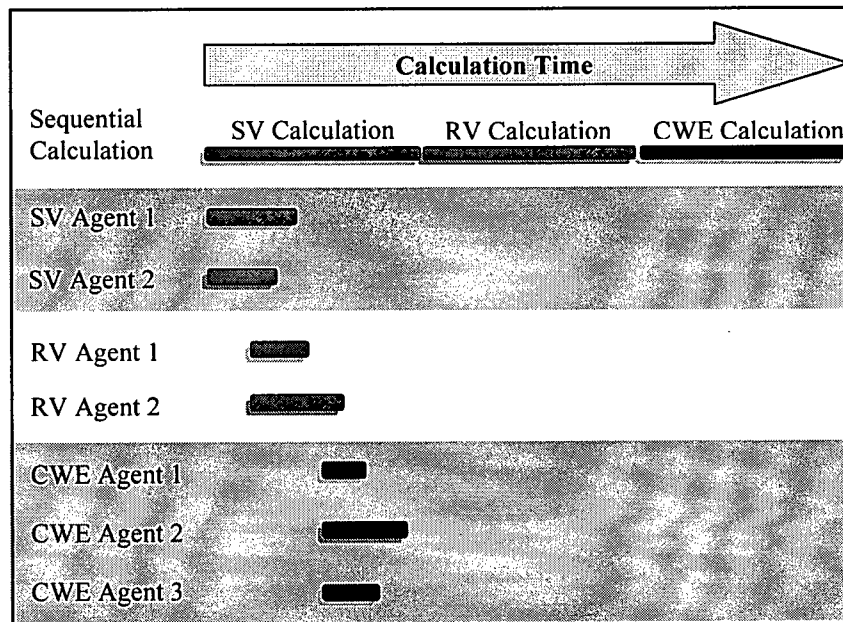 Calculation Time
Sequential
Calculation
SV Calculation
RV Calculation
CWE Calculation
SV Agent 1
SV Agent 2
RV Agent 1
RV Agent 2
CWE Agent 1
CWE Agent 2
CWE Agent 3